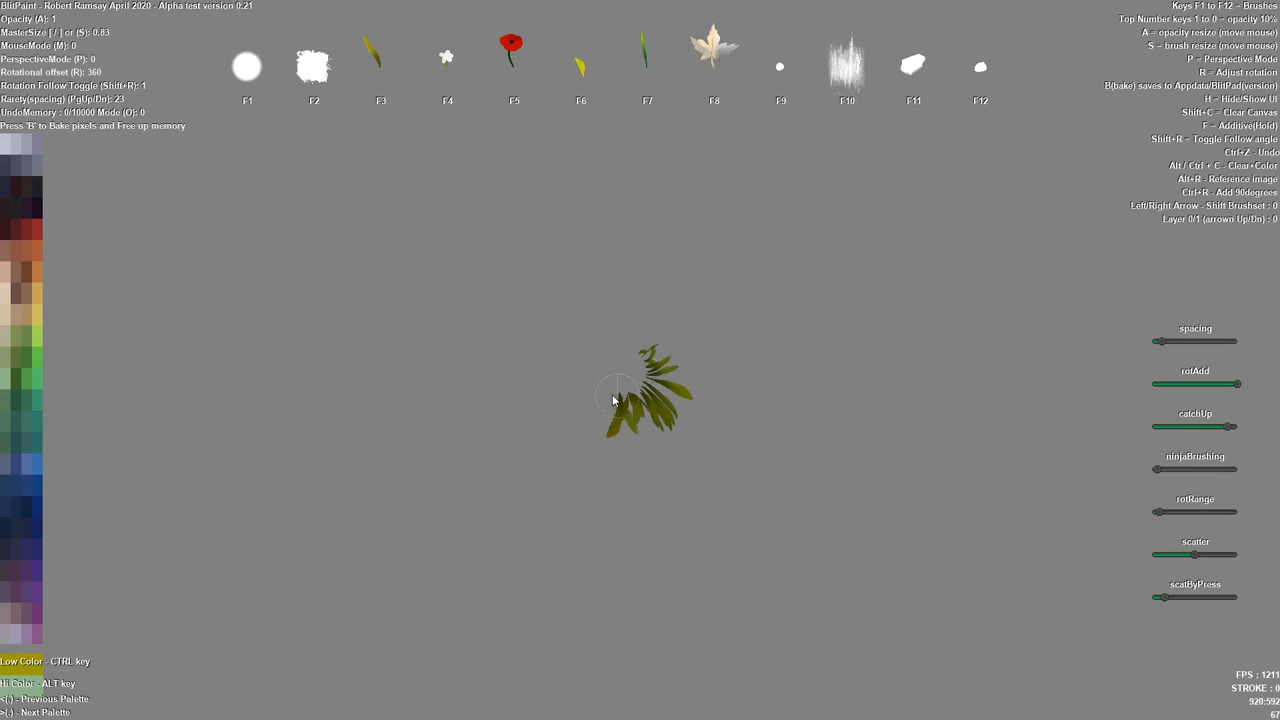 BlitPaint - Robert Ramsay April 2020 - Alpha test version 0.21
Opacity (A): 1
MasterSize [ / ] or (S): 0.83
MouseMode (M): 0
PerspectiveMode (P): 0
Rotational offset (R): 360
Rotation Follow Toggle (Shift+R): 1
Rarety(spacing) (PgUp/Dn): 23
UndoMemory : 0/10000 Mode (O): 0
Press 'B' to Bake pixels and Free up memory
F1
F2
F3
F4
F5
F6
F7
F8
F9
F10
F11
F12
Keys F1 to F12 = Brushes
Top Number keys 1 to 0 = opacity 10%
A = opacity resize (move mouse)
S = brush resize (move mouse)
P = Perspective Mode
R = Adjust rotation
B(bake) saves to Appdata/BlitPad(version)
H = Hide/Show UI
Shift+C = Clear Canvas
F = Additive(Hold)
Shift+R = Toggle Follow angle
Ctrl+Z - Undo
Alt / Ctrl + C - Clear+Color
Alt+R - Reference image
Ctrl+R - Add 90degrees
Left/Right Arrow - Shift Brushset : 0
Layer 0/1 (arrown Up/Dn) : 0
spacing
rotAdd
catchUp
ninjaBrushing
rotRange
scatter
scatByPress
Low Color - CTRL key
Hi Color - ALT key
<(,) - Previous Palette
>(.) - Next Palette
FPS : 1211
STROKE : 0
920:592
67